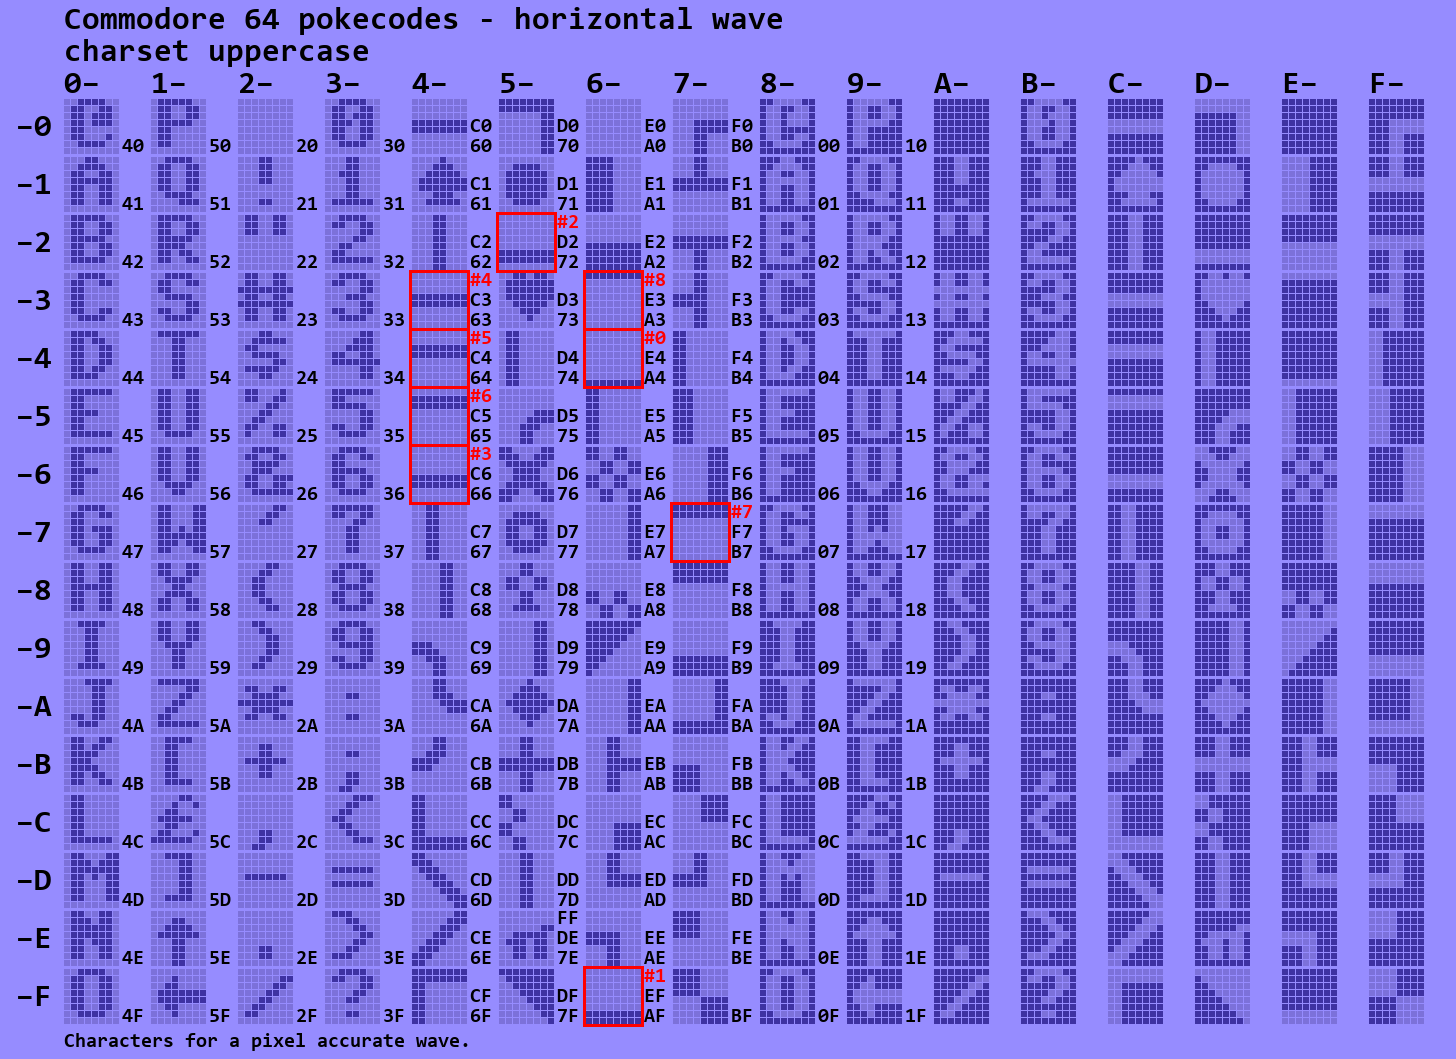 Commodore 64 pokecodes - horizontal wave
charset uppercase
0- 1- 2- 3- 4- 5- 6- 7- 8- 9- A- B- C- D- E- F-
-0 C0 D0 E0 F0
40 50 20 30 60 70 A0 B0 00 10
-1 C1 D1 E1 F1
41 51 21 31 61 71 A1 B1 01 11
#2
-2 C2 D2 E2 F2
42 52 22 32 62 72 A2 B2 02 12
#4 #8
-3 C3 D3 E3 F3
43 53 23 33 63 73 A3 B3 03 13
#5 #0
-4 C4 D4 E4 F4
44 54 24 34 64 74 A4 B4 04 14
#6
-5 C5 D5 E5 F5
45 55 25 35 65 75 A5 B5 05 15
#3
-6 C6 D6 E6 F6
46 56 26 36 66 76 A6 B6 06 16
#7
-7 C7 D7 E7 F7
47 57 27 37 67 77 A7 B7 07 17
-8 C8 D8 E8 F8
48 58 28 38 68 78 A8 B8 08 18
-9 C9 D9 E9 F9
49 59 29 39 69 79 A9 B9 09 19
-A CA DA EA FA
4A 5A 2A 3A 6A 7A AA BA 0A 1A
-B CB DB EB FB
4B 5B 2B 3B 6B 7B AB BB 0B 1B
-C CC DC EC FC
4C 5C 2C 3C 6C 7C AC BC 0C 1C
-D CD DD ED FD
4D 5D 2D 3D 6D 7D AD BD 0D 1D
FF
-E CE DE EE FE
4E 5E 2E 3E 6E 7E AE BE 0E 1E
#1
-F CF DF EF
4F 5F 2F 3F 6F 7F AF BF 0F 1F
Characters for a pixel accurate wave.